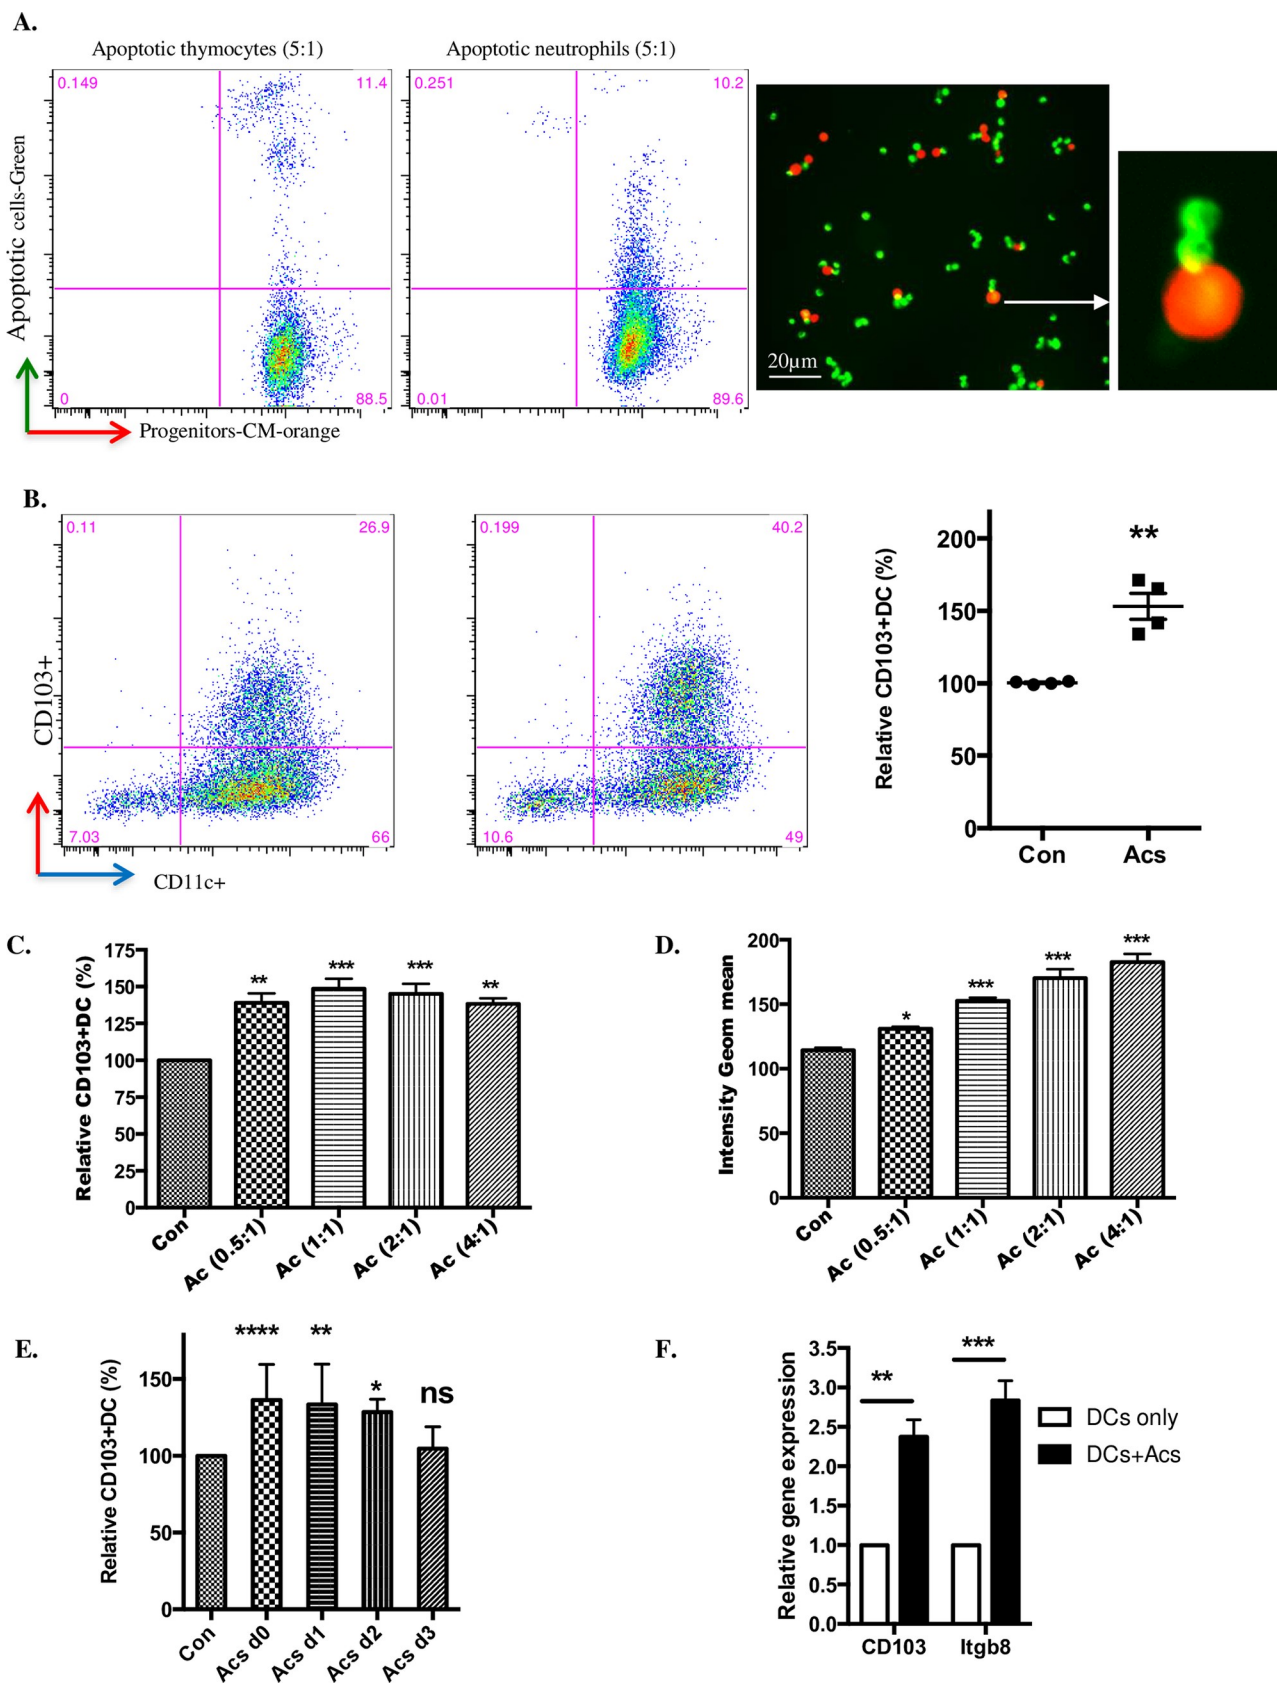 A.
Apoptotic thymocytes (5:1)
Apoptotic neutrophils (5:1)
0.149
11.4
0.251
10.2
Apoptotic cells-Green
0
88.5
0.01
89.6
20µm
Progenitors-CM-orange
B.
0.11
26.9
0.199
40.2
CD103+
7.03
66
10.6
49
CD11c+
Relative CD103+DC (%)
200
**
150
100
50
0
Con
Acs
C.
Relative CD103+DC (%)
175
150
125
100
75
50
25
0
**
***
***
**
Con
Ac (0.5:1)
Ac (1:1)
Ac (2:1)
Ac (4:1)
D.
Intensity Geom mean
200
150
100
50
0
*
***
***
***
Con
Ac (0.5:1)
Ac (1:1)
Ac (2:1)
Ac (4:1)
E.
Relative CD103+DC (%)
150
100
50
0
****
**
*
ns
Con
Acs d0
Acs d1
Acs d2
Acs d3
F.
Relative gene expression
3.5
3.0
2.5
2.0
1.5
1.0
0.5
0.0
**
***
DCs only
DCs+Acs
CD103
Itgb8